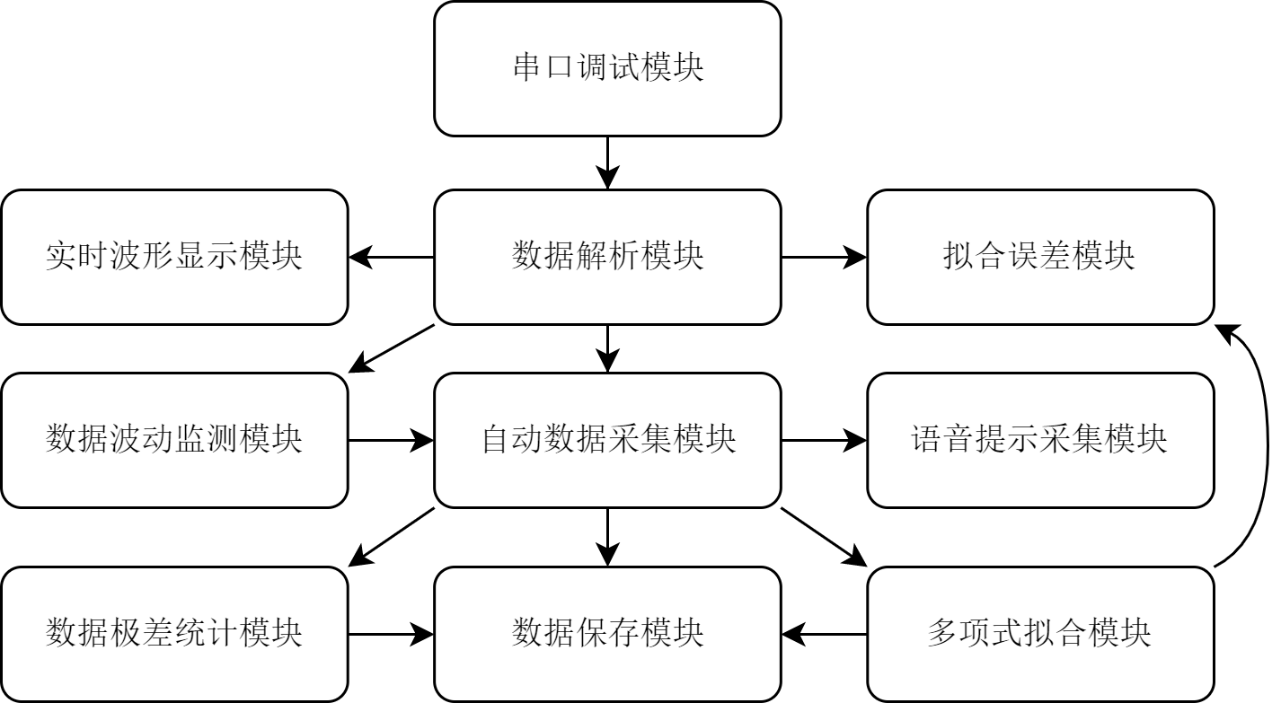 串口调试模块
实时波形显示模块
数据解析模块
拟合误差模块
数据波动监测模块
自动数据采集模块
语音提示采集模块
数据极差统计模块
数据保存模块
多项式拟合模块